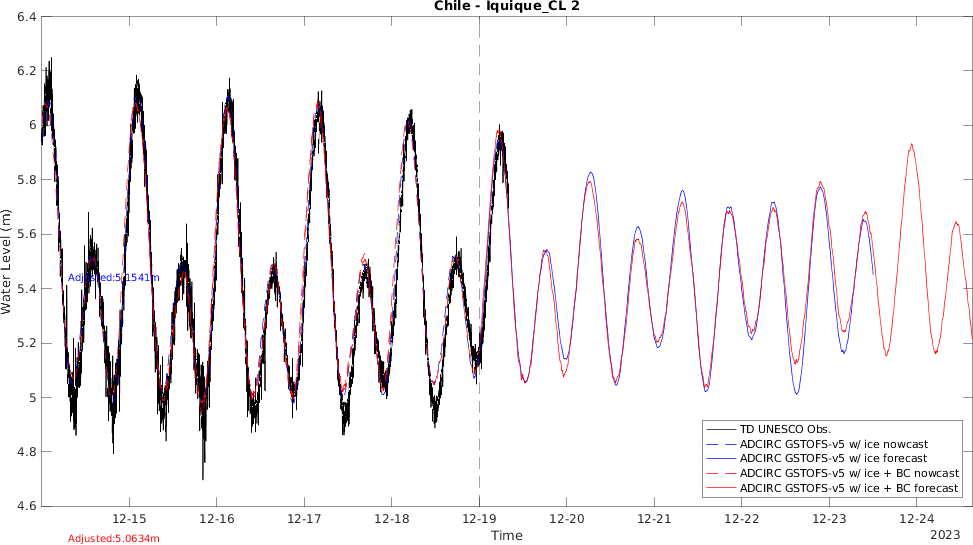 Chile - Iquique_CL 2
6.4
6.2
6
5.8
5.6
5.4
5.2
5
4.8
4.6
Water Level (m)
Adjusted:5.1541m
TD UNESCO Obs.
ADCIRC GSTOFS-v5 w/ ice nowcast
ADCIRC GSTOFS-v5 w/ ice forecast
ADCIRC GSTOFS-v5 w/ ice + BC nowcast
ADCIRC GSTOFS-v5 w/ ice + BC forecast
12-15 12-16 12-17 12-18 12-19 12-20 12-21 12-22 12-23 12-24
2023
Time
Adjusted:5.0634m